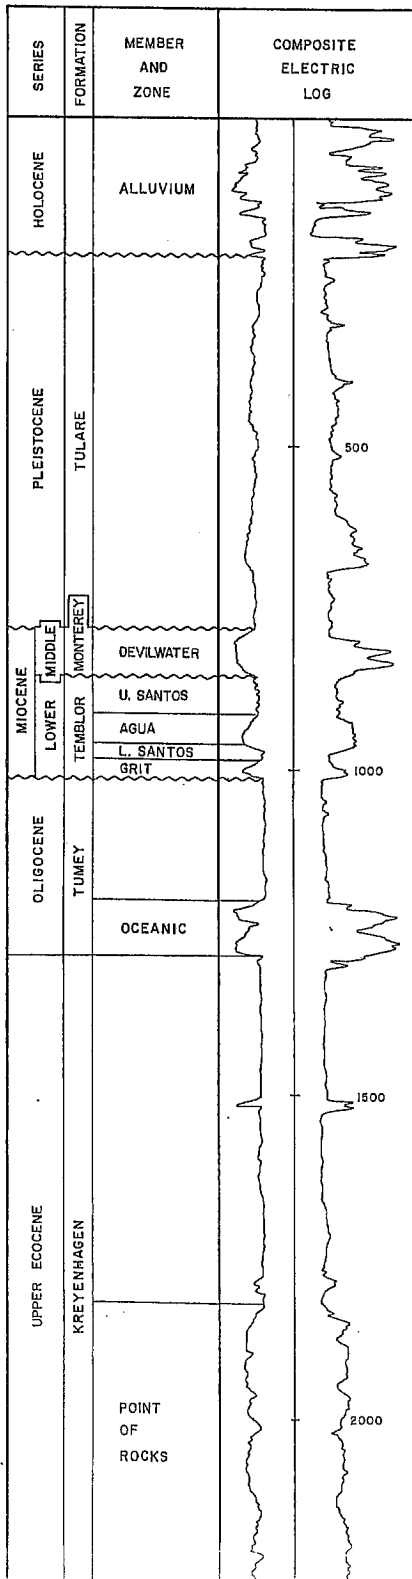 SERIES
FORMATION
MEMBER
AND
ZONE
COMPOSITE
ELECTRIC
LOG
HOLOCENE
ALLUVIUM
PLEISTOCENE
TULARE
500
MIOCENE
MIDDLE
MONTEREY
DEVILWATER
LOWER
TEMBLOR
U. SANTOS
AGUA
L. SANTOS
GRIT
1000
OLIGOCENE
TUMEY
OCEANIC
1500
UPPER ECOCENE
KREYENHAGEN
POINT
OF
ROCKS
2000